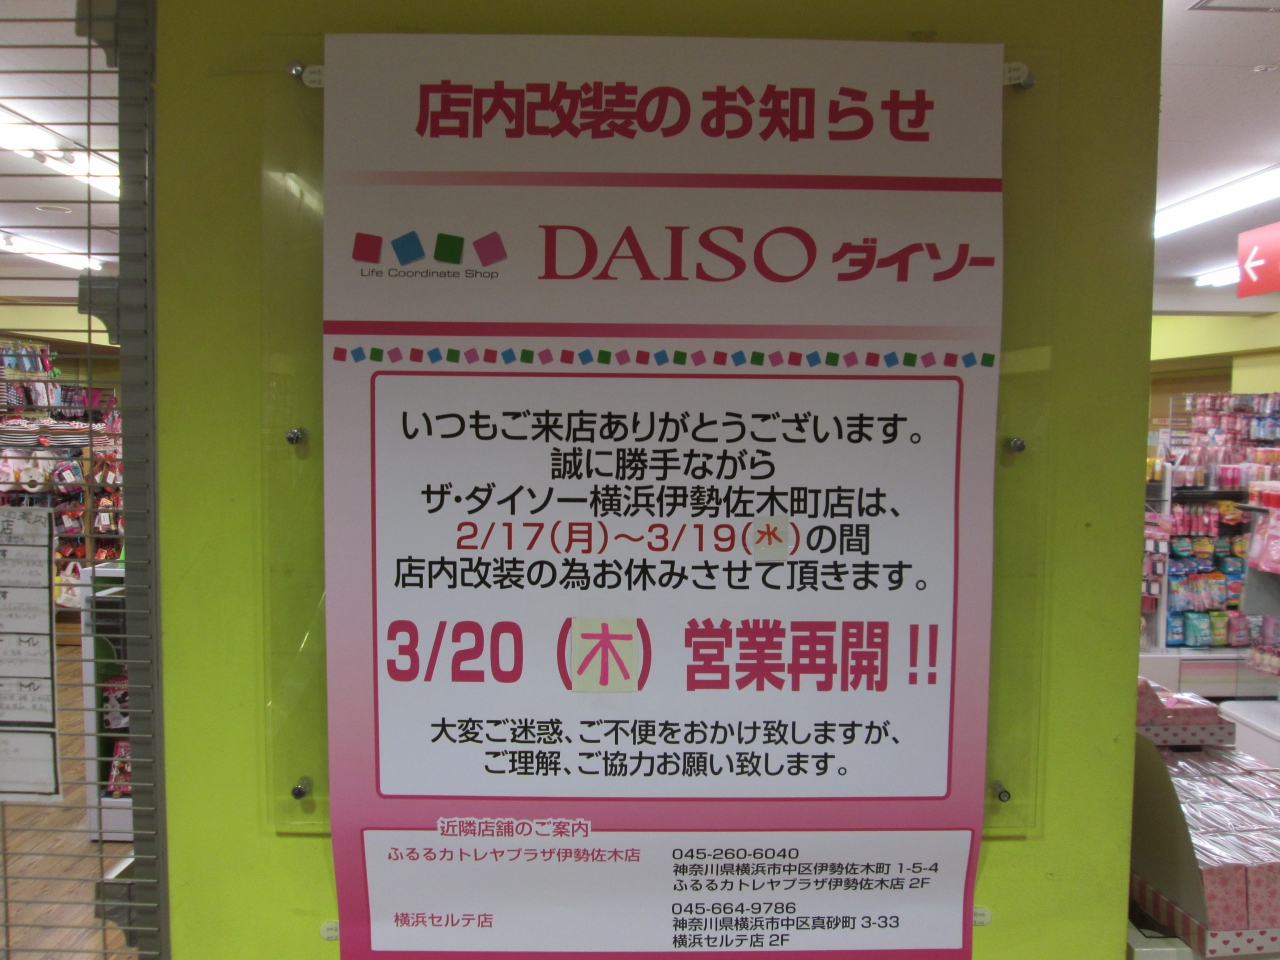 店内改装のお知らせ
Life Coordinate Shop
DAISO ダイソー
いつもご来店ありがとうございます。
誠に勝手ながら
ザ・ダイソー横浜伊勢佐木町店は、
2/17(月)～3/19(水)の間
店内改装の為お休みさせて頂きます。
3/20(木)営業再開!!
大変ご迷惑、ご不便をおかけ致しますが、
ご理解、ご協力お願い致します。
近隣店舗のご案内
ふるるカトレヤプラザ伊勢佐木店
045-260-6040
神奈川県横浜市中区伊勢佐木町 1-5-4
ふるるカトレヤプラザ伊勢佐木店 2F
横浜セルテ店
045-664-9786
神奈川県横浜市中区真砂町 3-33
横浜セルテ店 2F
トイレ
トイレ